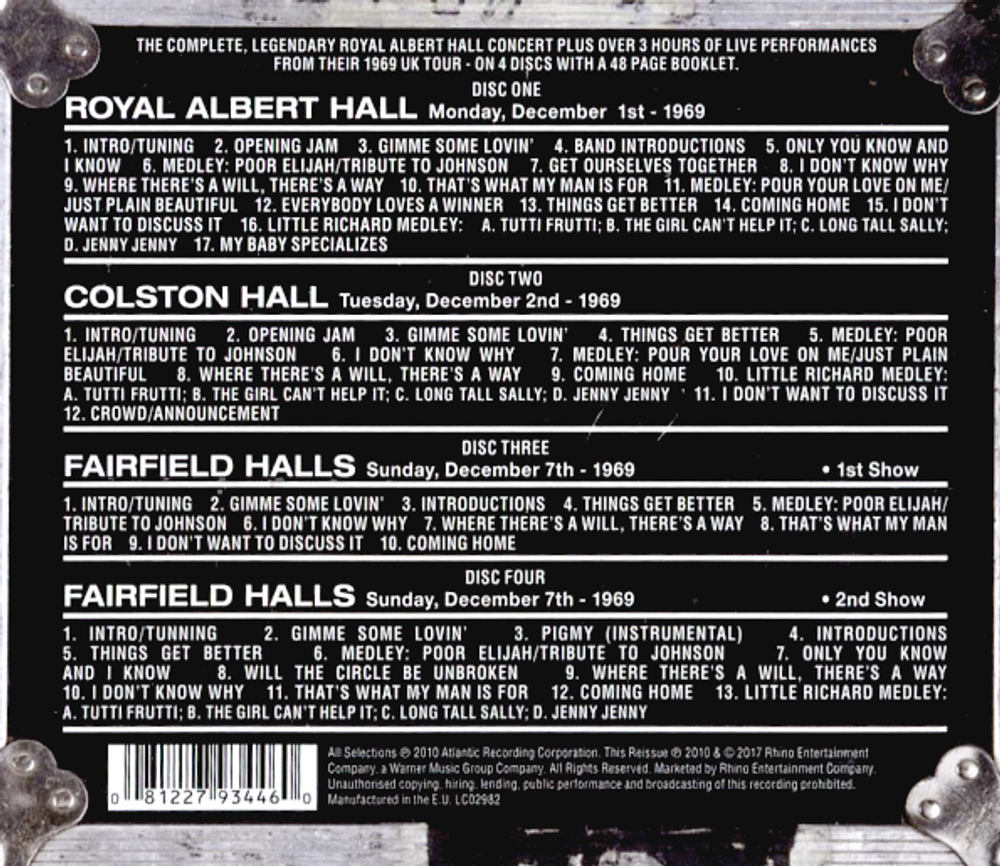 THE COMPLETE, LEGENDARY ROYAL ALBERT HALL CONCERT PLUS OVER 3 HOURS OF LIVE PERFORMANCES
FROM THEIR 1969 UK TOUR - ON 4 DISCS WITH A 48 PAGE BOOKLET.
DISC ONE
ROYAL ALBERT HALL Monday, December 1st - 1969
1. INTRO/TUNING 2. OPENING JAM 3. GIMME SOME LOVIN' 4. BAND INTRODUCTIONS 5. ONLY YOU KNOW AND
I KNOW 6. MEDLEY: POOR ELIJAH/TRIBUTE TO JOHNSON 7. GET OURSELVES TOGETHER 8. I DON'T KNOW WHY
9. WHERE THERE'S A WILL, THERE'S A WAY 10. THAT'S WHAT MY MAN IS FOR 11. MEDLEY: POUR YOUR LOVE ON ME/
JUST PLAIN BEAUTIFUL 12. EVERYBODY LOVES A WINNER 13. THINGS GET BETTER 14. COMING HOME 15. I DON'T
WANT TO DISCUSS IT 16. LITTLE RICHARD MEDLEY: A. TUTTI FRUTTI; B. THE GIRL CAN'T HELP IT; C. LONG TALL SALLY;
D. JENNY JENNY 17. MY BABY SPECIALIZES
DISC TWO
COLSTON HALL Tuesday, December 2nd - 1969
1. INTRO/TUNING 2. OPENING JAM 3. GIMME SOME LOVIN' 4. THINGS GET BETTER 5. MEDLEY: POOR
ELIJAH/TRIBUTE TO JOHNSON 6. I DON'T KNOW WHY 7. MEDLEY: POUR YOUR LOVE ON ME/JUST PLAIN
BEAUTIFUL 8. WHERE THERE'S A WILL, THERE'S A WAY 9. COMING HOME 10. LITTLE RICHARD MEDLEY:
A. TUTTI FRUTTI; B. THE GIRL CAN'T HELP IT; C. LONG TALL SALLY; D. JENNY JENNY 11. I DON'T WANT TO DISCUSS IT
12. CROWD/ANNOUNCEMENT
DISC THREE
FAIRFIELD HALLS Sunday, December 7th - 1969 • 1st Show
1. INTRO/TUNING 2. GIMME SOME LOVIN' 3. INTRODUCTIONS 4. THINGS GET BETTER 5. MEDLEY: POOR ELIJAH/
TRIBUTE TO JOHNSON 6. I DON'T KNOW WHY 7. WHERE THERE'S A WILL, THERE'S A WAY 8. THAT'S WHAT MY MAN
IS FOR 9. I DON'T WANT TO DISCUSS IT 10. COMING HOME
DISC FOUR
FAIRFIELD HALLS Sunday, December 7th - 1969 • 2nd Show
1. INTRO/TUNNING 2. GIMME SOME LOVIN' 3. PIGMY (INSTRUMENTAL) 4. INTRODUCTIONS
5. THINGS GET BETTER 6. MEDLEY: POOR ELIJAH/TRIBUTE TO JOHNSON 7. ONLY YOU KNOW
AND I KNOW 8. WILL THE CIRCLE BE UNBROKEN 9. WHERE THERE'S A WILL, THERE'S A WAY
10. I DON'T KNOW WHY 11. THAT'S WHAT MY MAN IS FOR 12. COMING HOME 13. LITTLE RICHARD MEDLEY:
A. TUTTI FRUTTI; B. THE GIRL CAN'T HELP IT; C. LONG TALL SALLY; D. JENNY JENNY
All Selections ℗ 2010 Atlantic Recording Corporation. This Reissue ℗ 2010 & © 2017 Rhino Entertainment
Company, a Warner Music Group Company. All Rights Reserved. Marketed by Rhino Entertainment Company.
Unauthorised copying, hiring, lending, public performance and broadcasting of this recording prohibited.
Manufactured in the E.U. LC02982
0 81227 93446 0